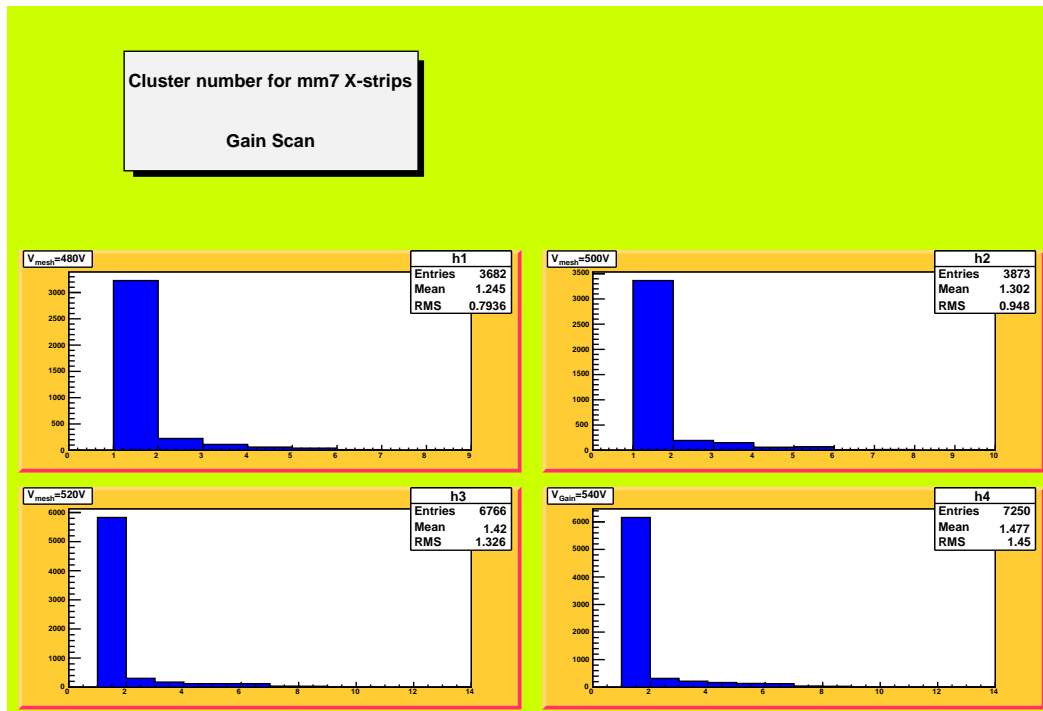 Cluster number for mm7 X-strips
Gain Scan
Vmesh=480V
h1
Entries 3682
Mean 1.245
RMS 0.7936
3000
2500
2000
1500
1000
500
0
0 1 2 3 4 5 6 7 8 9
Vmesh=500V
h2
Entries 3873
Mean 1.302
RMS 0.948
3500
3000
2500
2000
1500
1000
500
0
0 1 2 3 4 5 6 7 8 9 10
Vmesh=520V
h3
Entries 6766
Mean 1.42
RMS 1.326
6000
5000
4000
3000
2000
1000
0
0 2 4 6 8 10 12 14
VGain=540V
h4
Entries 7250
Mean 1.477
RMS 1.45
6000
5000
4000
3000
2000
1000
0
0 2 4 6 8 10 12 14